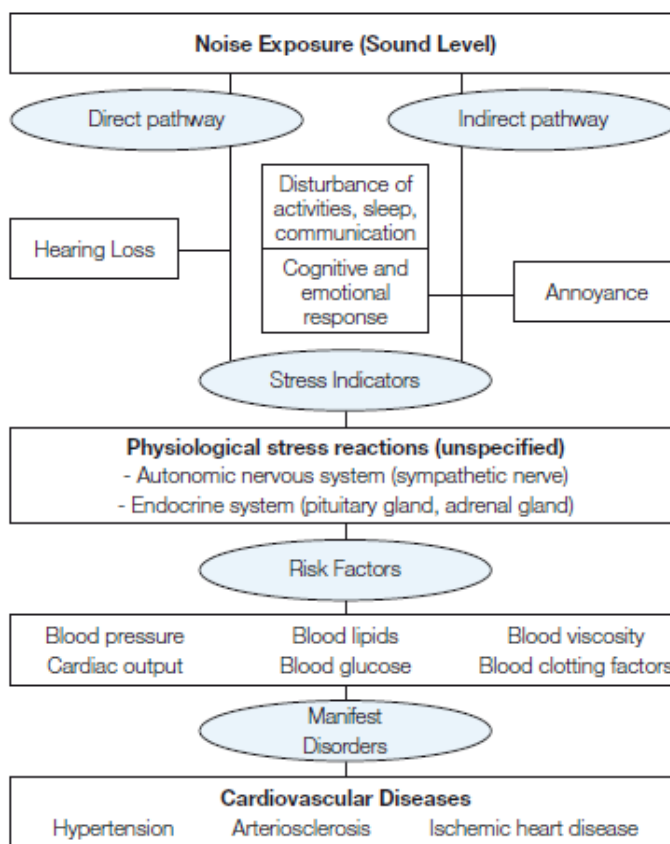 Noise Exposure (Sound Level)
Direct pathway
Indirect pathway
Disturbance of
activities, sleep,
communication
Hearing Loss
Cognitive and
emotional
response
Annoyance
Stress Indicators
Physiological stress reactions (unspecified)
- Autonomic nervous system (sympathetic nerve)
- Endocrine system (pituitary gland, adrenal gland)
Risk Factors
Blood pressure Blood lipids Blood viscosity
Cardiac output Blood glucose Blood clotting factors
Manifest
Disorders
Cardiovascular Diseases
Hypertension Arteriosclerosis Ischemic heart disease